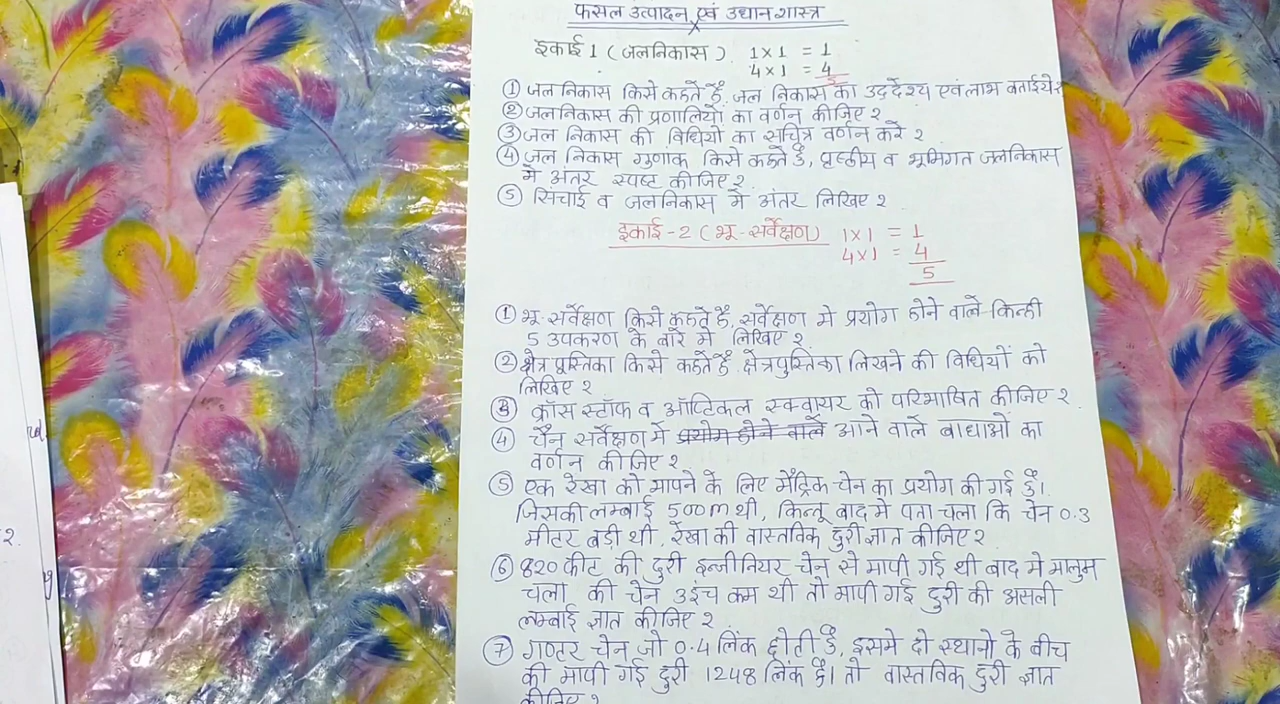 फसल उत्पादन एवं उद्यान शास्त्र
इकाई 1 (जलनिकास) 1×1 = 1
4×1 = 4
5
① जल निकास किसे कहते हैं, जल निकास का उद्देश्य एवं लाभ बताईये?
② जलनिकास की प्रणालियों का वर्णन कीजिए ?
③ जल निकास की विधियों का सचित्र वर्णन करें ?
④ जल निकास गुणांक किसे कहते हैं, पृष्ठीय व भूमिगत जलनिकास
में अंतर स्पष्ट कीजिए ?
⑤ सिंचाई व जलनिकास में अंतर लिखिए ?
इकाई-2 (भू-सर्वेक्षण) 1×1 = 1
4×1 = 4
5
① भू-सर्वेक्षण किसे कहते हैं, सर्वेक्षण में प्रयोग होने वाले किन्ही
5 उपकरण के बारे में लिखिए ?
② क्षेत्र पुस्तिका किसे कहते हैं. क्षेत्रपुस्तिका लिखने की विधियों को
लिखिए ?
③ क्रॉस स्टॉफ व ऑप्टिकल स्क्वायर को परिभाषित कीजिए ?
④ चैन सर्वेक्षण में प्रयोग होने वाले आने वाले बाधाओं का
वर्णन कीजिए ?
⑤ एक रेखा को मापने के लिए मैट्रिक चेन का प्रयोग की गई है।
जिसकी लम्बाई 500m थी, किन्तू बाद में पता चला कि चेन 0.3
मीटर बड़ी थी, रेखा की वास्तविक दुरी ज्ञात कीजिए ?
⑥ 820 फीट की दुरी इन्जीनियर चेन से मापी गई थी बाद मे मालुम
चला की चेन 3इंच कम थी तो मापी गई दुरी की असली
लम्बाई ज्ञात कीजिए ?
⑦ गण्टर चेन जो 0.4 लिंक छोटी है, इसमे दो स्थानो के बीच
की मापी गई दुरी 1248 लिंक है। तो वास्तविक दुरी ज्ञात
कीजिए ?
2.